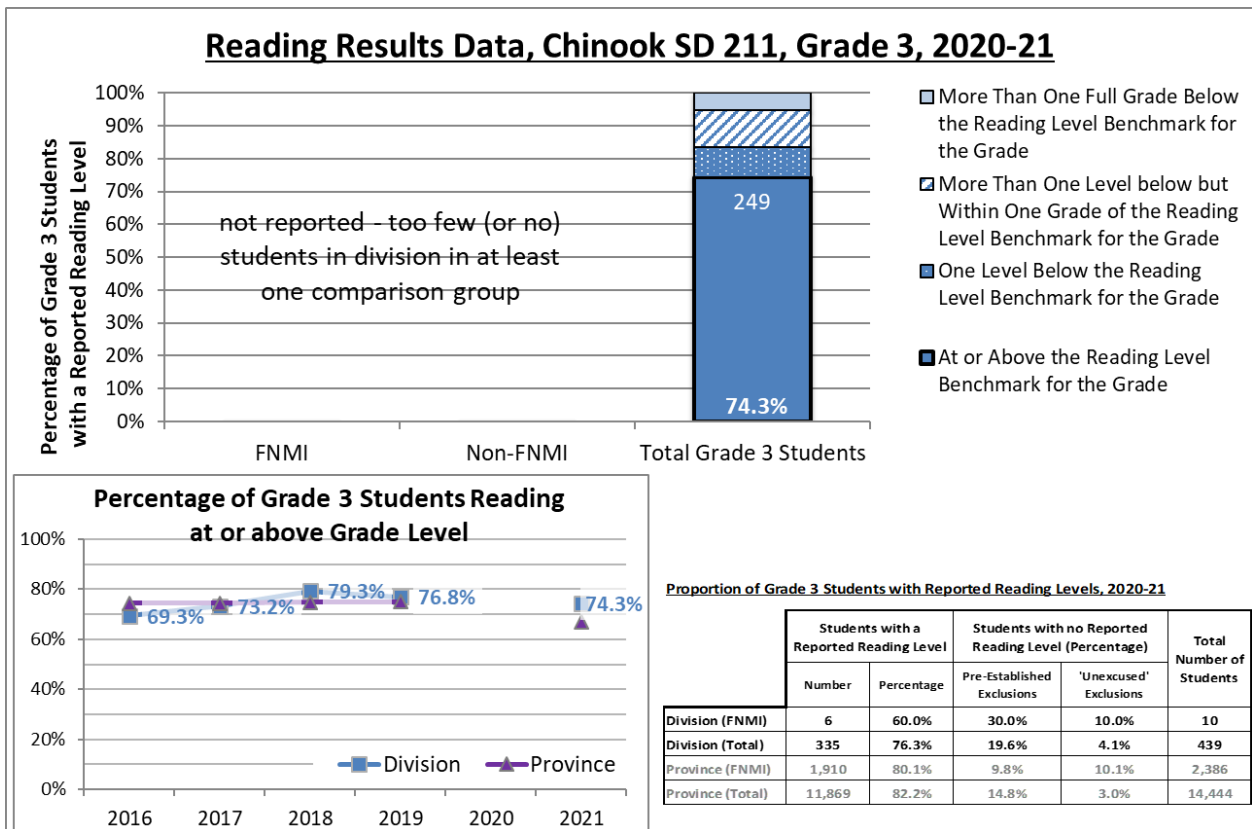 Reading Results Data, Chinook SD 211, Grade 3, 2020-21
Percentage of Grade 3 Students
with a Reported Reading Level
100%
90%
80%
70%
60%
50%
40%
30%
20%
10%
0%
not reported - too few (or no)
students in division in at least
one comparison group
249
74.3%
FNMI Non-FNMI Total Grade 3 Students
More Than One Full Grade Below
the Reading Level Benchmark for
the Grade
More Than One Level below but
Within One Grade of the Reading
Level Benchmark for the Grade
One Level Below the Reading
Level Benchmark for the Grade
At or Above the Reading Level
Benchmark for the Grade
Percentage of Grade 3 Students Reading
at or above Grade Level
100%
80%
60%
40%
20%
0%
69.3% 73.2% 79.3% 76.8% 74.3%
Division Province
2016 2017 2018 2019 2020 2021
Proportion of Grade 3 Students with Reported Reading Levels, 2020-21
Students with a
Reported Reading Level
Students with no Reported
Reading Level (Percentage)
Total
Number of
Students
Number Percentage Pre-Established
Exclusions
'Unexcused'
Exclusions
Division (FNMI) 6 60.0% 30.0% 10.0% 10
Division (Total) 335 76.3% 19.6% 4.1% 439
Province (FNMI) 1,910 80.1% 9.8% 10.1% 2,386
Province (Total) 11,869 82.2% 14.8% 3.0% 14,444